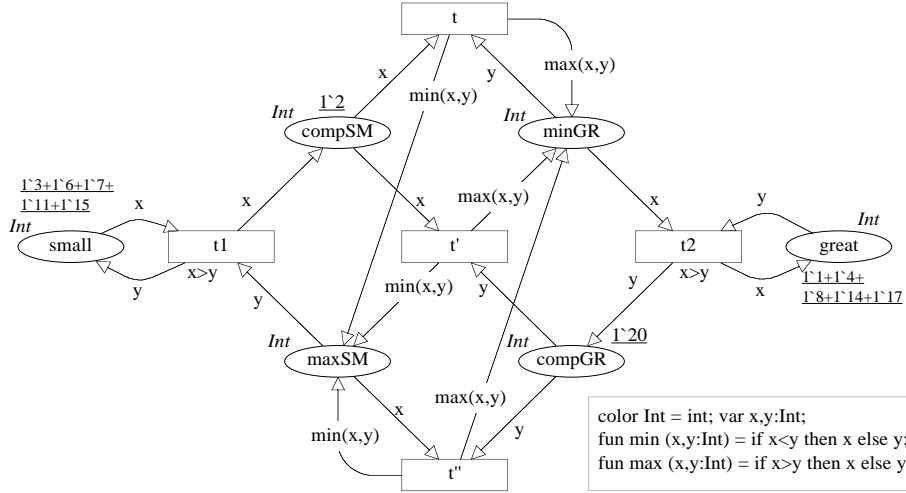 t
max(x,y)
x
y
min(x,y)
1`2
Int
compSM
Int
minGR
1`3+1`6+1`7+
1`11+1`15
x
x
max(x,y)
x
y
Int
small
t1
t'
t2
Int
great
y
x>y
y
min(x,y)
y
y
x>y
x
1`1+1`4+
1`8+1`14+1`17
Int
maxSM
Int
compGR
1`20
x
max(x,y)
y
min(x,y)
t"
color Int = int; var x,y:Int;
fun min (x,y:Int) = if x<y then x else y;
fun max (x,y:Int) = if x>y then x else y